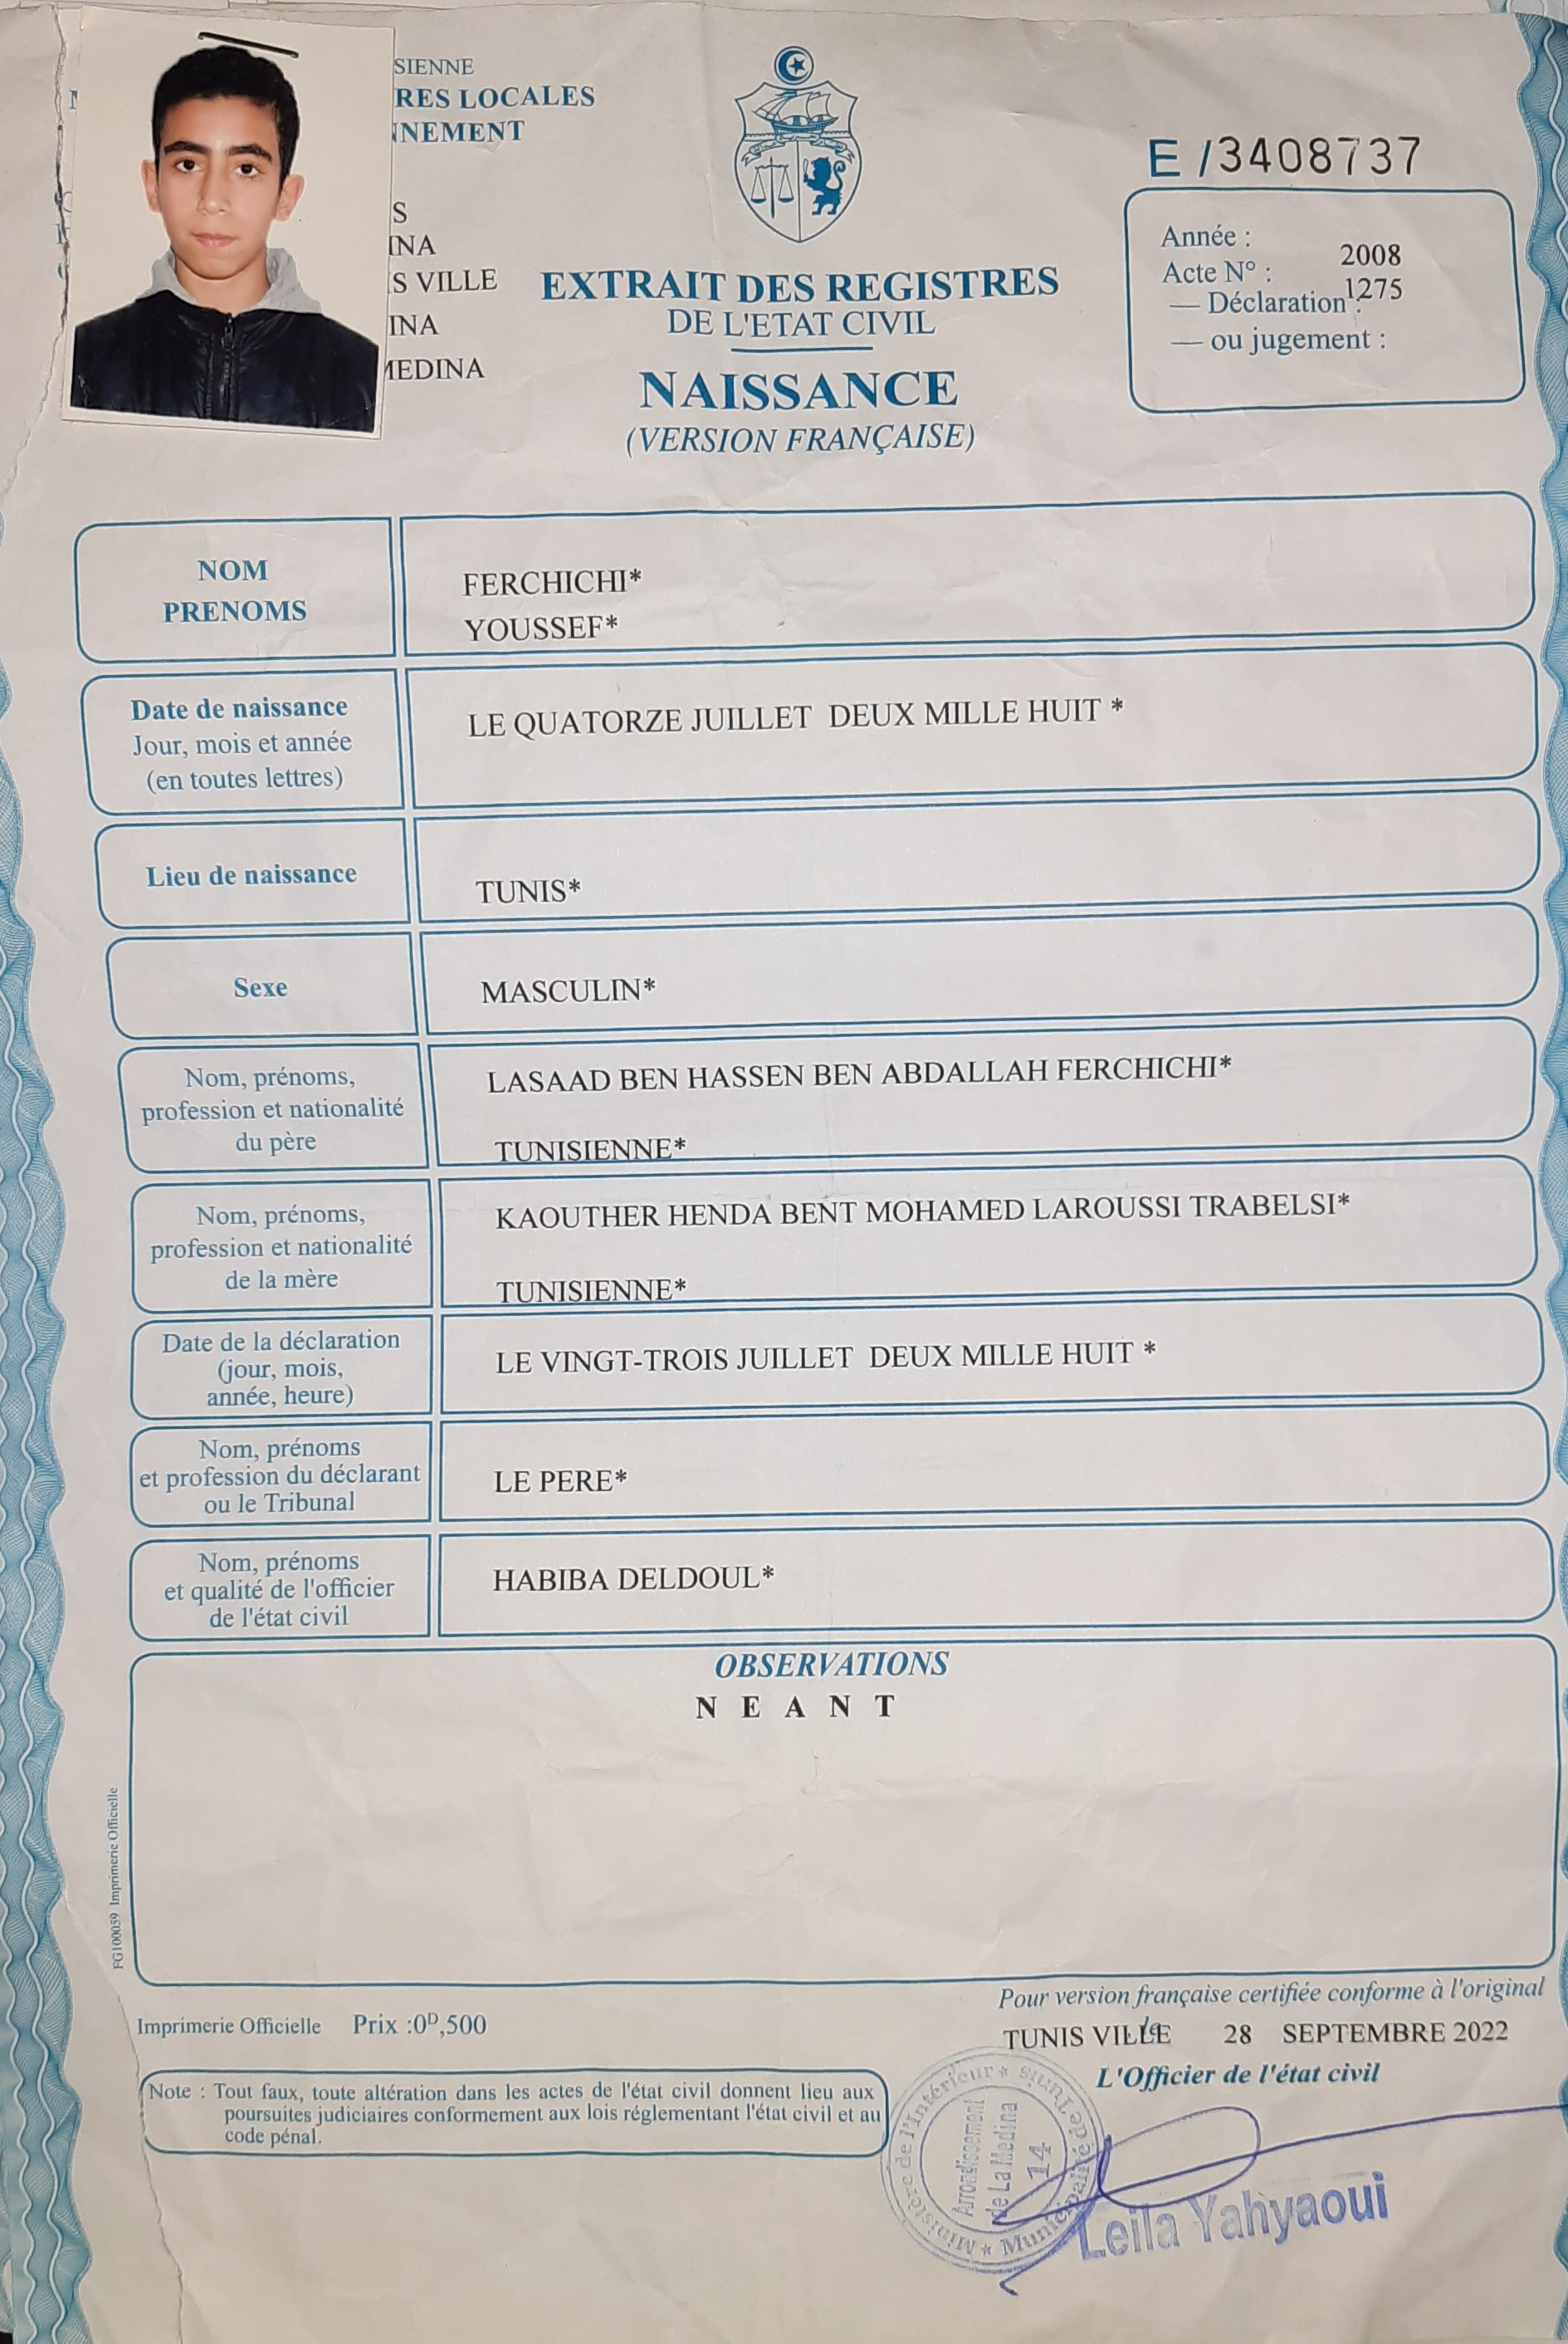 SIENNE
RES LOCALES
NNEMENT
S
INA
S VILLE
INA
MEDINA
EXTRAIT DES REGISTRES
DE L'ETAT CIVIL
NAISSANCE
(VERSION FRANÇAISE)
E /3408737
Année : 2008
Acte N° : 1275
— Déclaration :
— ou jugement :
NOM
PRENOMS
FERCHICHI*
YOUSSEF*
Date de naissance
Jour, mois et année
(en toutes lettres)
LE QUATORZE JUILLET DEUX MILLE HUIT *
Lieu de naissance
TUNIS*
Sexe
MASCULIN*
Nom, prénoms,
profession et nationalité
du père
LASAAD BEN HASSEN BEN ABDALLAH FERCHICHI*
TUNISIENNE*
Nom, prénoms,
profession et nationalité
de la mère
KAOUTHER HENDA BENT MOHAMED LAROUSSI TRABELSI*
TUNISIENNE*
Date de la déclaration
(jour, mois,
année, heure)
LE VINGT-TROIS JUILLET DEUX MILLE HUIT *
Nom, prénoms
et profession du déclarant
ou le Tribunal
LE PERE*
Nom, prénoms
et qualité de l'officier
de l'état civil
HABIBA DELDOUL*
OBSERVATIONS
N E A N T
FG100059 Imprimerie Officielle
Imprimerie Officielle Prix :0ᴰ,500
Note : Tout faux, toute altération dans les actes de l'état civil donnent lieu aux
poursuites judiciaires conformement aux lois réglementant l'état civil et au
code pénal.
Pour version française certifiée conforme à l'original
TUNIS VILLE le 28 SEPTEMBRE 2022
L'Officier de l'état civil
Ministère de l'Intérieur * Municipalité de Tunis *
Arrondissement
de La Medina
14
Leila Yahyaoui